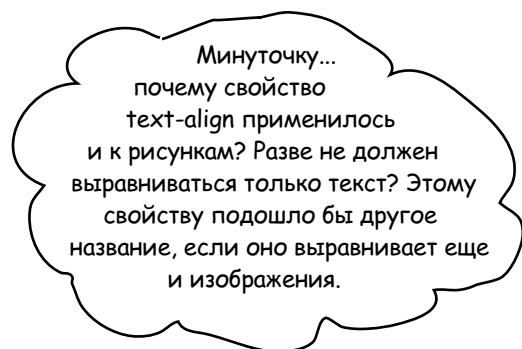 Минуточку...
почему свойство
text-align применилось
и к рисункам? Разве не должен
выравниваться только текст? Этому
свойству подошло бы другое
название, если оно выравнивает еще
и изображения.